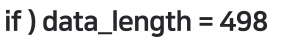 if ) data_length = 498